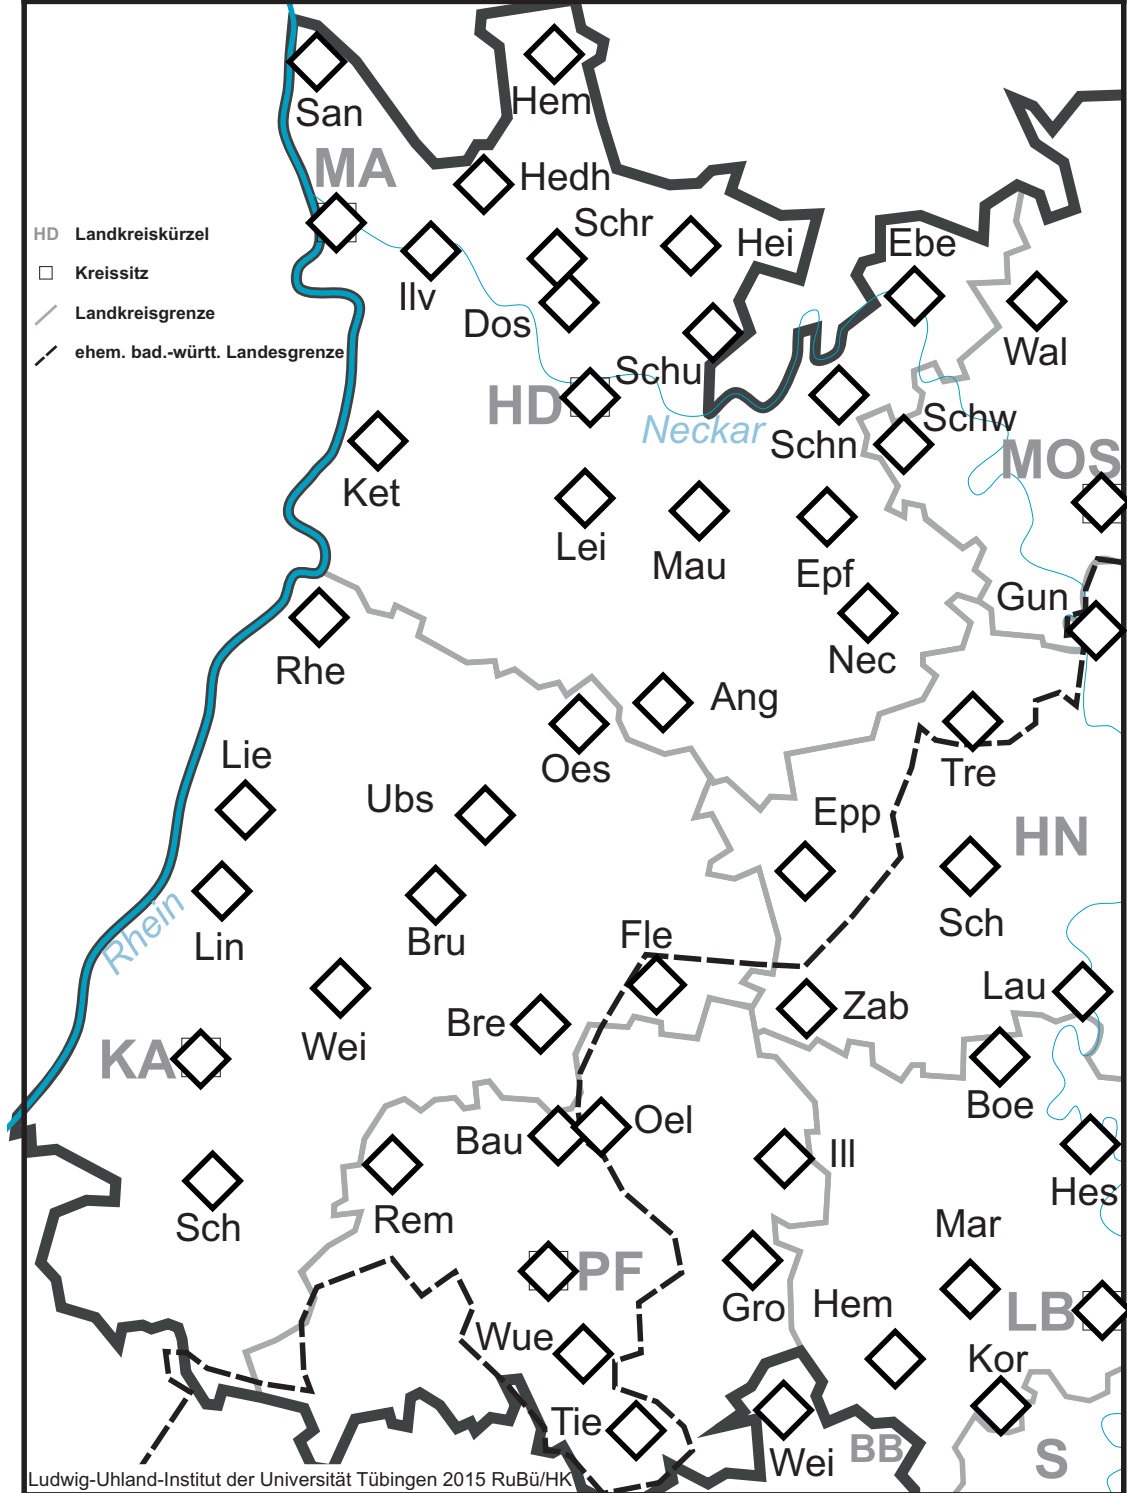 San
Hem
MA
Hedh
Schr
Hei
Ebe
HD Landkreiskürzel
Kreissitz
Landkreisgrenze
ehem. bad.-württ. Landesgrenze
Ilv
Dos
Schu
Wal
HD
Neckar
Schn
Schw
MOS
Ket
Lei
Mau
Epf
Gun
Rhe
Nec
Ang
Oes
Tre
Lie
Ubs
Epp
HN
Rhein
Lin
Bru
Fle
Sch
Lau
Bre
Zab
Wei
KA
Boe
Bau
Oel
Ill
Hes
Sch
Rem
Mar
PF
Gro
Hem
LB
Wue
Kor
Tie
Wei
BB
S
Ludwig-Uhland-Institut der Universität Tübingen 2015 RuBü/HK